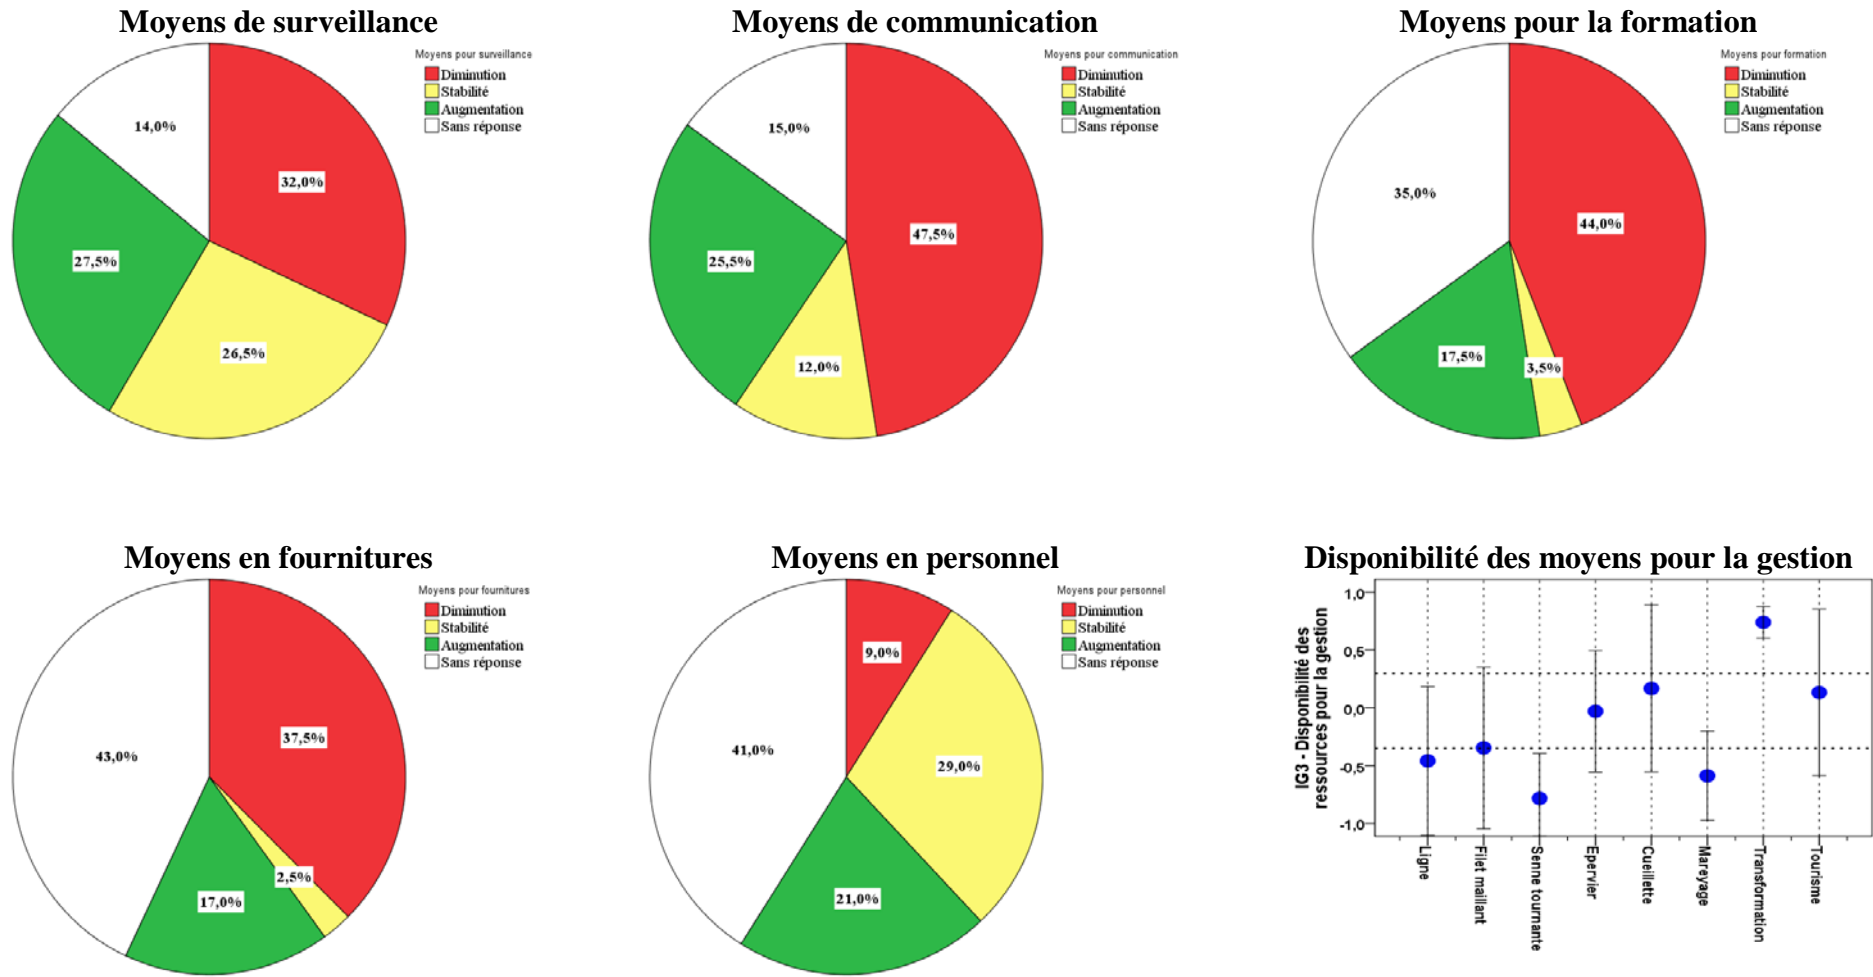 Moyens de surveillance
Moyens pour surveillance
Diminution
Stabilité
Augmentation
Sans réponse
14,0%
32,0%
27,5%
26,5%
Moyens de communication
Moyens pour communication
Diminution
Stabilité
Augmentation
Sans réponse
15,0%
47,5%
25,5%
12,0%
Moyens pour la formation
Moyens pour formation
Diminution
Stabilité
Augmentation
Sans réponse
35,0%
44,0%
17,5%
3,5%
Moyens en fournitures
Moyens pour fournitures
Diminution
Stabilité
Augmentation
Sans réponse
43,0%
37,5%
2,5%
17,0%
Moyens en personnel
Moyens pour personnel
Diminution
Stabilité
Augmentation
Sans réponse
9,0%
41,0%
29,0%
21,0%
Disponibilité des moyens pour la gestion
IG3 - Disponibilité des
ressources pour la gestion
1,0
0,5
0,0
-0,5
-1,0
Ligne
Filet maillant
Senne tournante
Epervier
Cueillette
Mareyage
Transformation
Tourisme